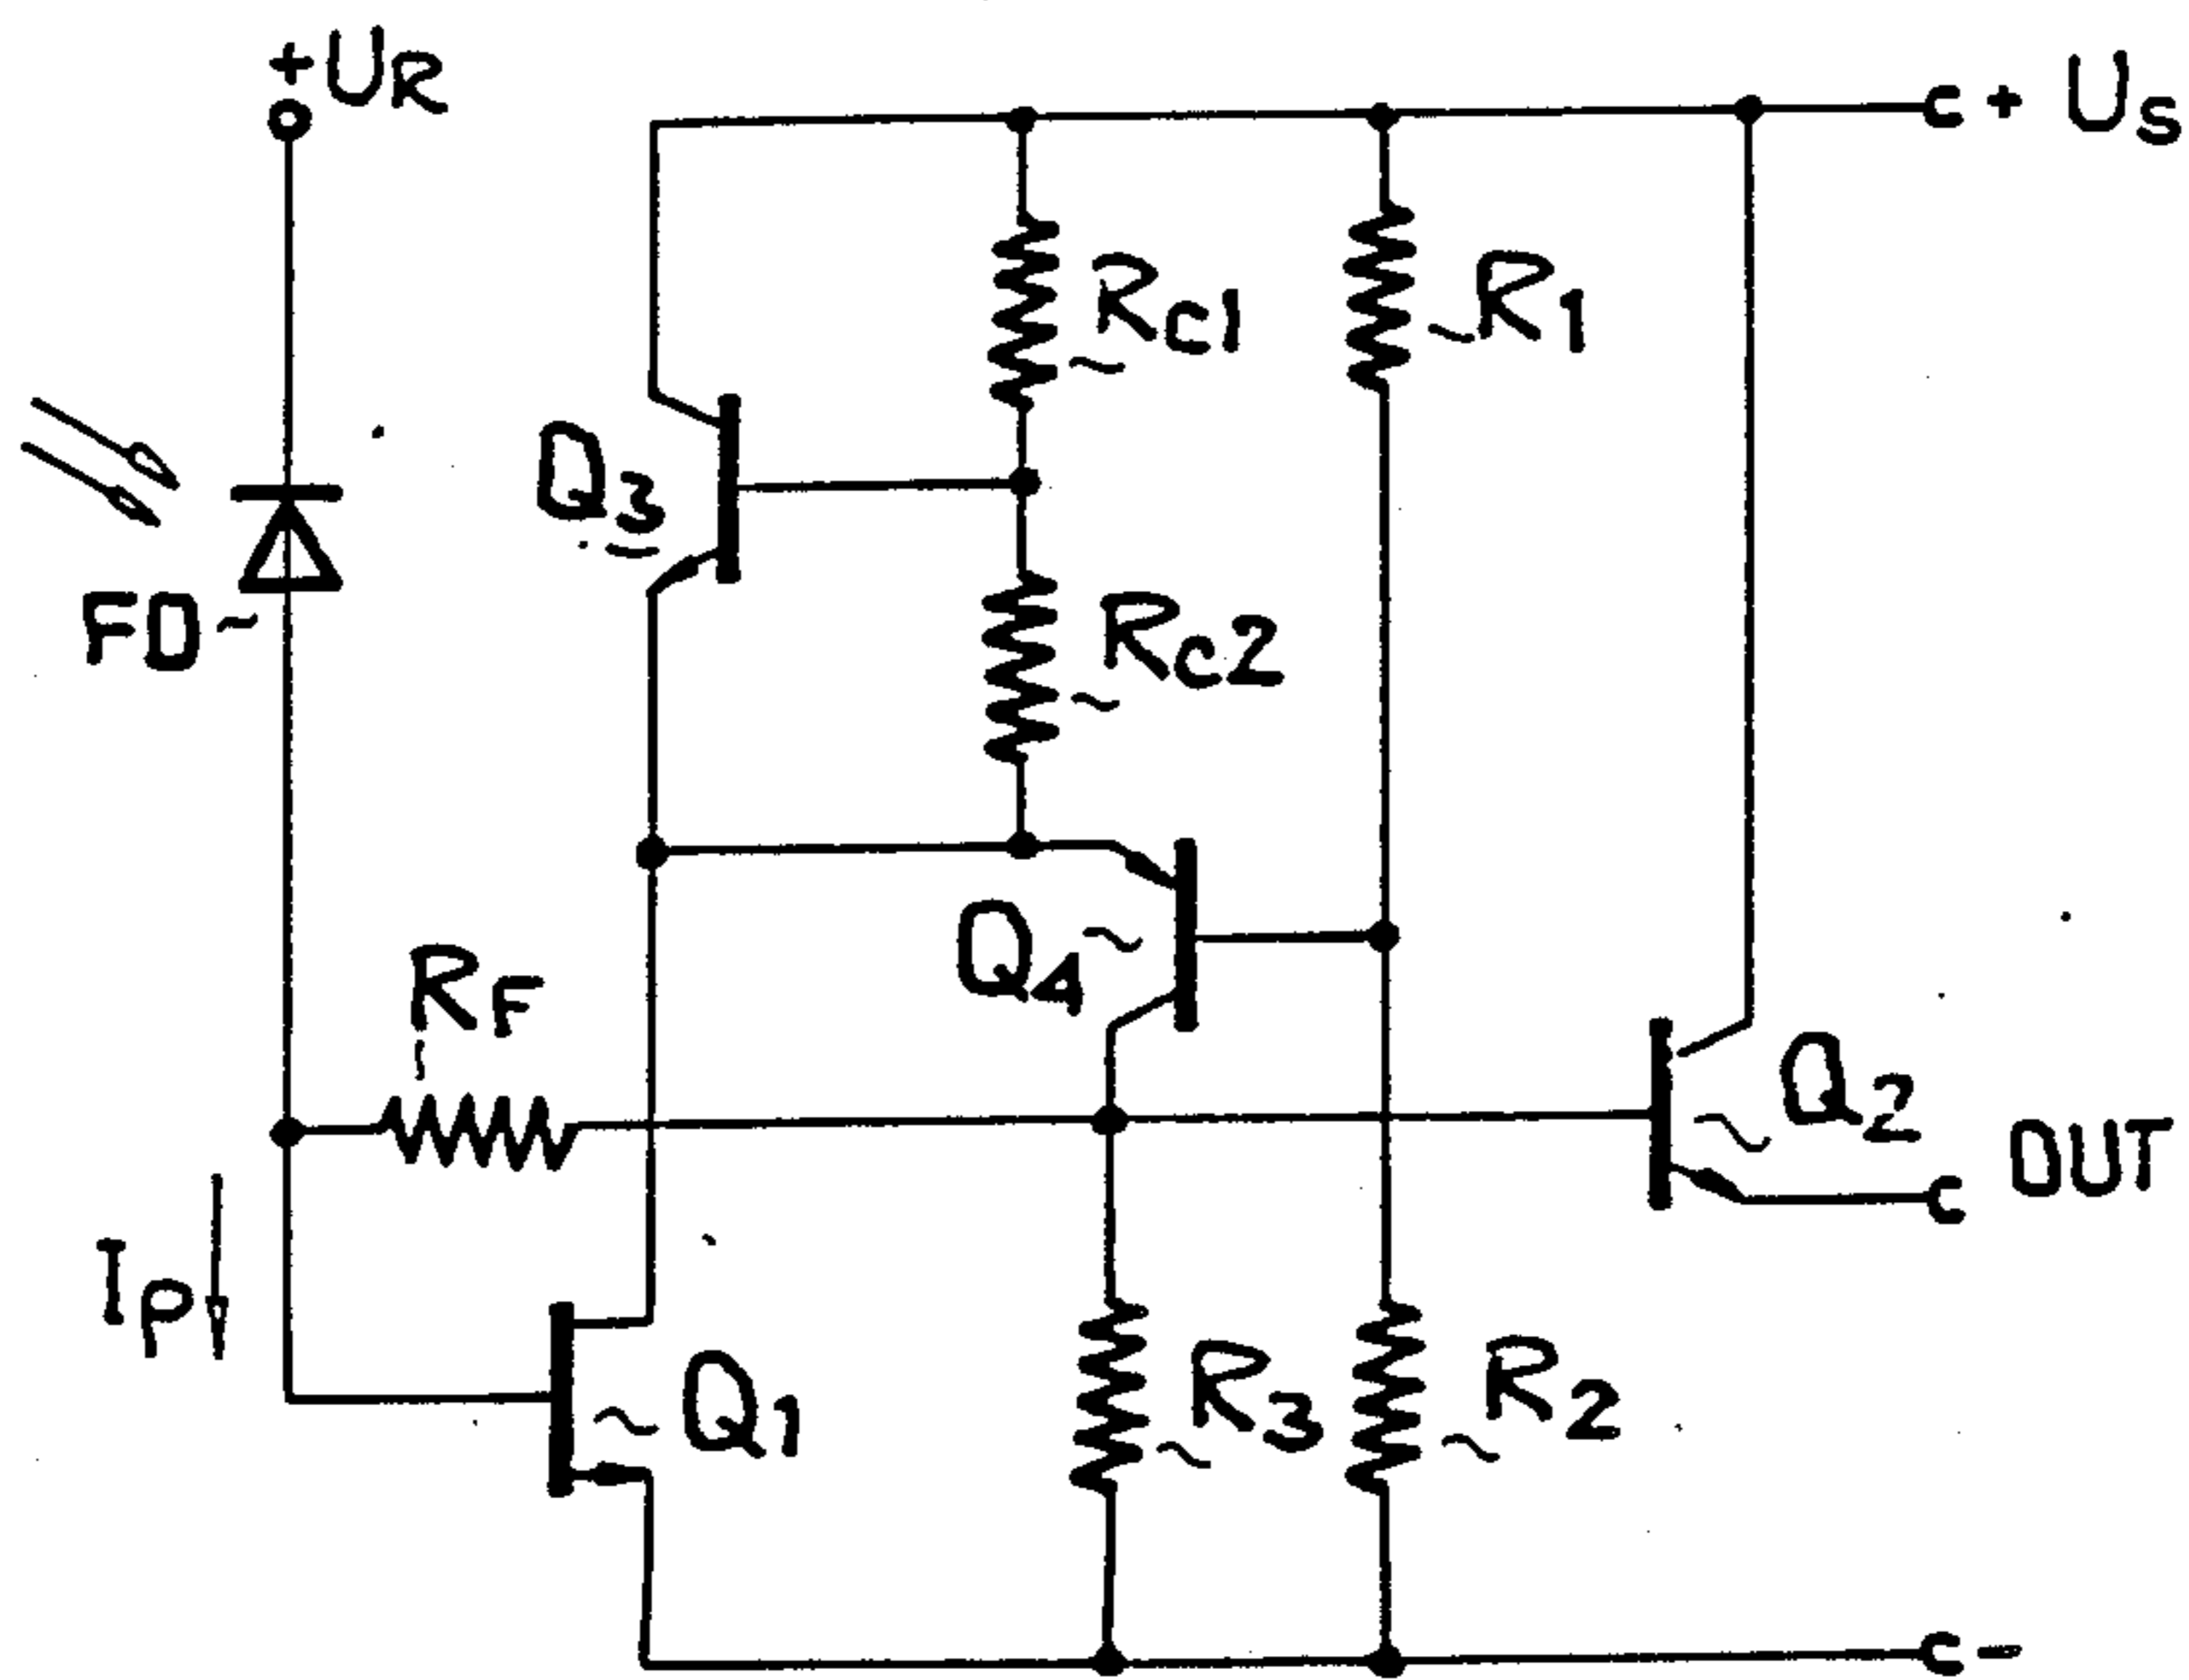 +UR
+ US
RC1
R1
Q3
FD
RC2
RF
Q4
Q2
OUT
IP
Q1
R3
R2
-